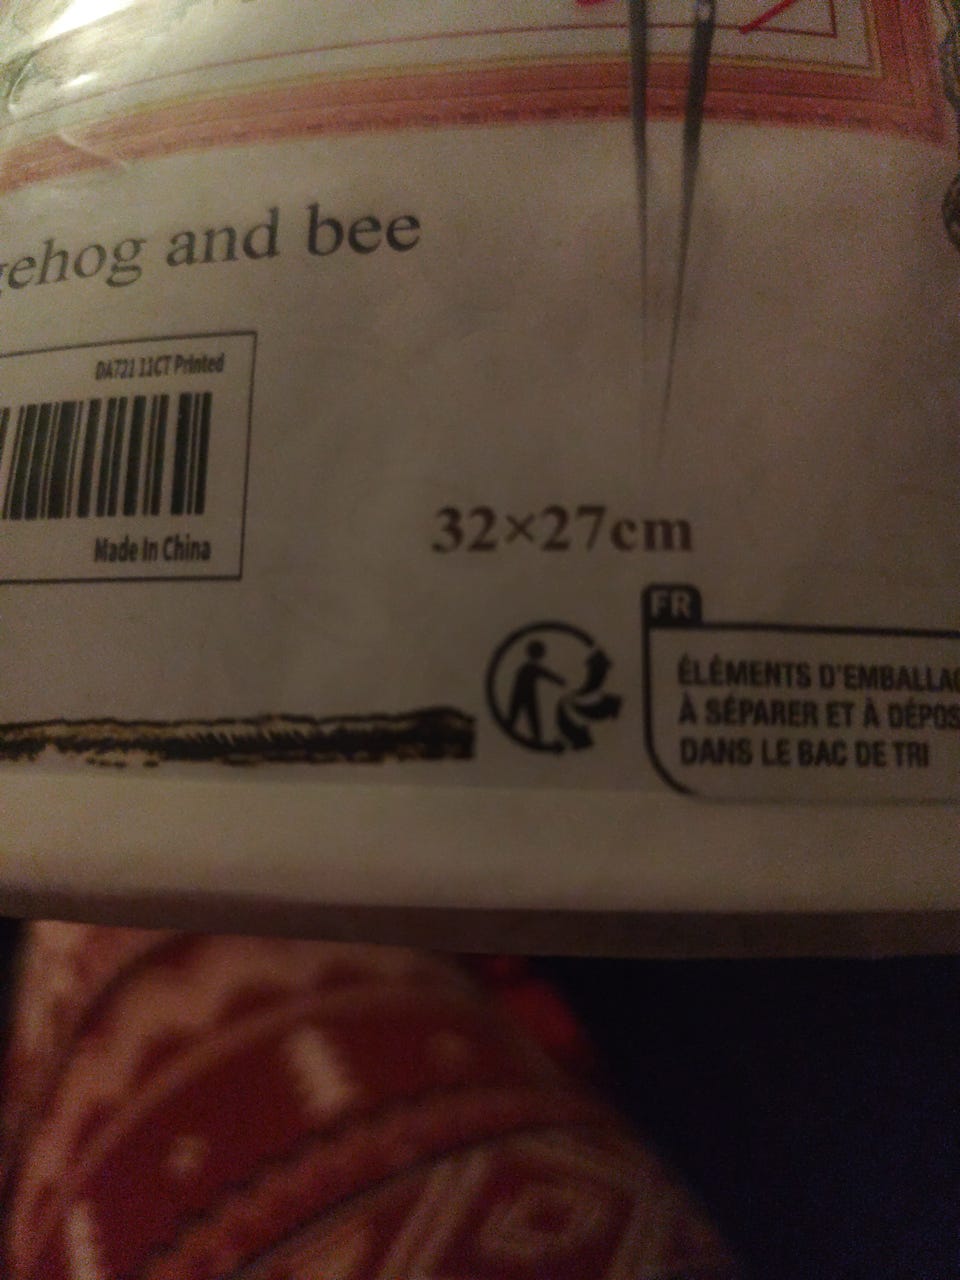 gehog and bee
DA721 11CT Printed
Made In China
32×27cm
FR
ÉLÉMENTS D'EMBALLAG
À SÉPARER ET À DÉPOS
DANS LE BAC DE TRI